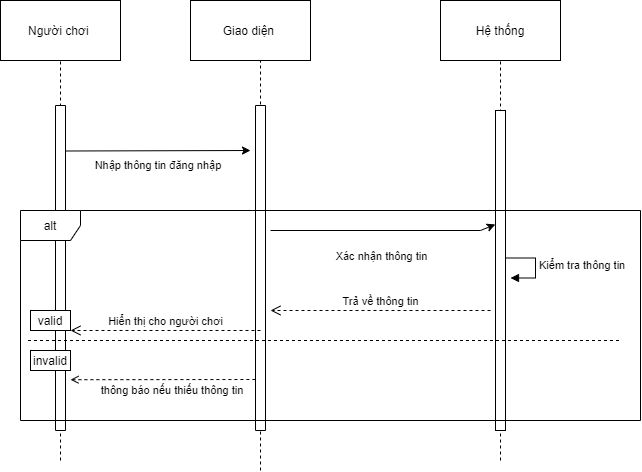 Người chơi
Giao diện
Hệ thống
Nhập thông tin đăng nhập
alt
Xác nhận thông tin
Kiểm tra thông tin
Trả về thông tin
valid
Hiển thị cho người chơi
invalid
thông báo nếu thiếu thông tin